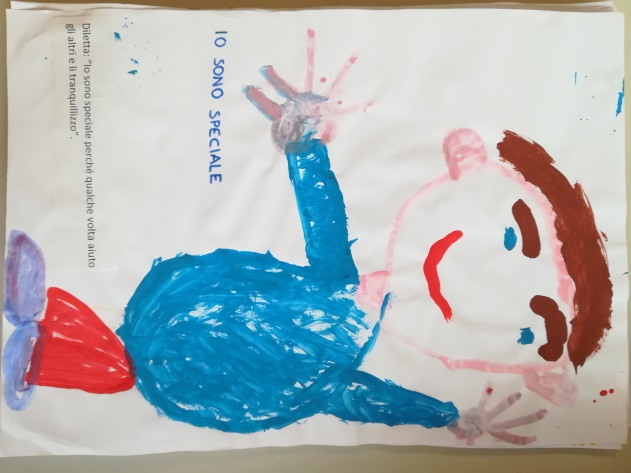 IO SONO SPECIALE
Diletta: “Io sono speciale perché qualche volta aiuto
gli altri e li tranquillizzo”.